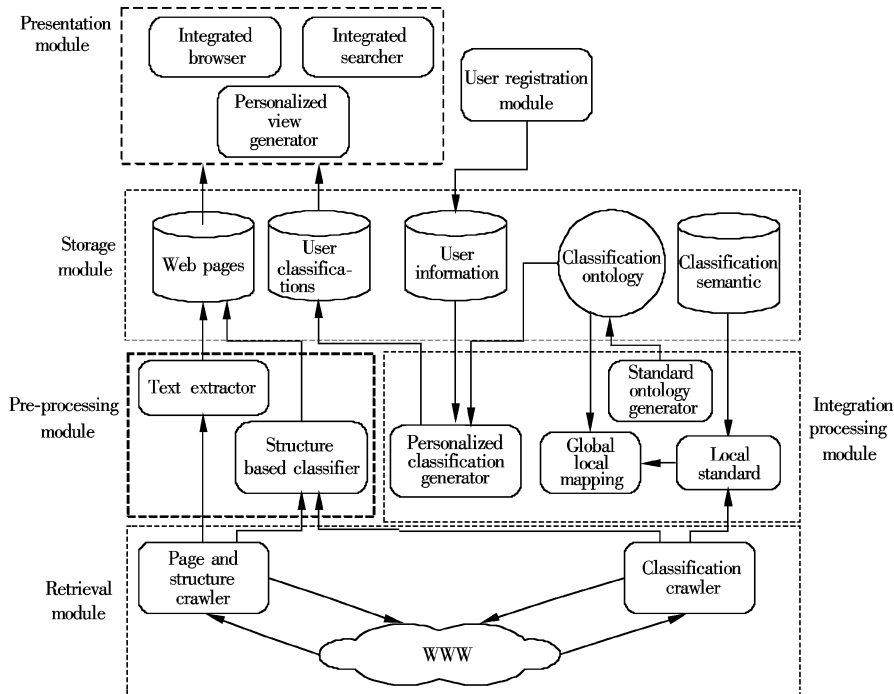 Presentation
module
Integrated
browser
Integrated
searcher
Personalized
view
generator
User registration
module
Storage
module
Web pages
User
classifica-
tions
User
information
Classification
ontology
Classification
semantic
Pre-processing
module
Text extractor
Structure
based classifier
Personalized
classification
generator
Standard
ontology
generator
Global
local
mapping
Local
standard
Integration
processing
module
Retrieval
module
Page and
structure
crawler
Classification
crawler
WWW